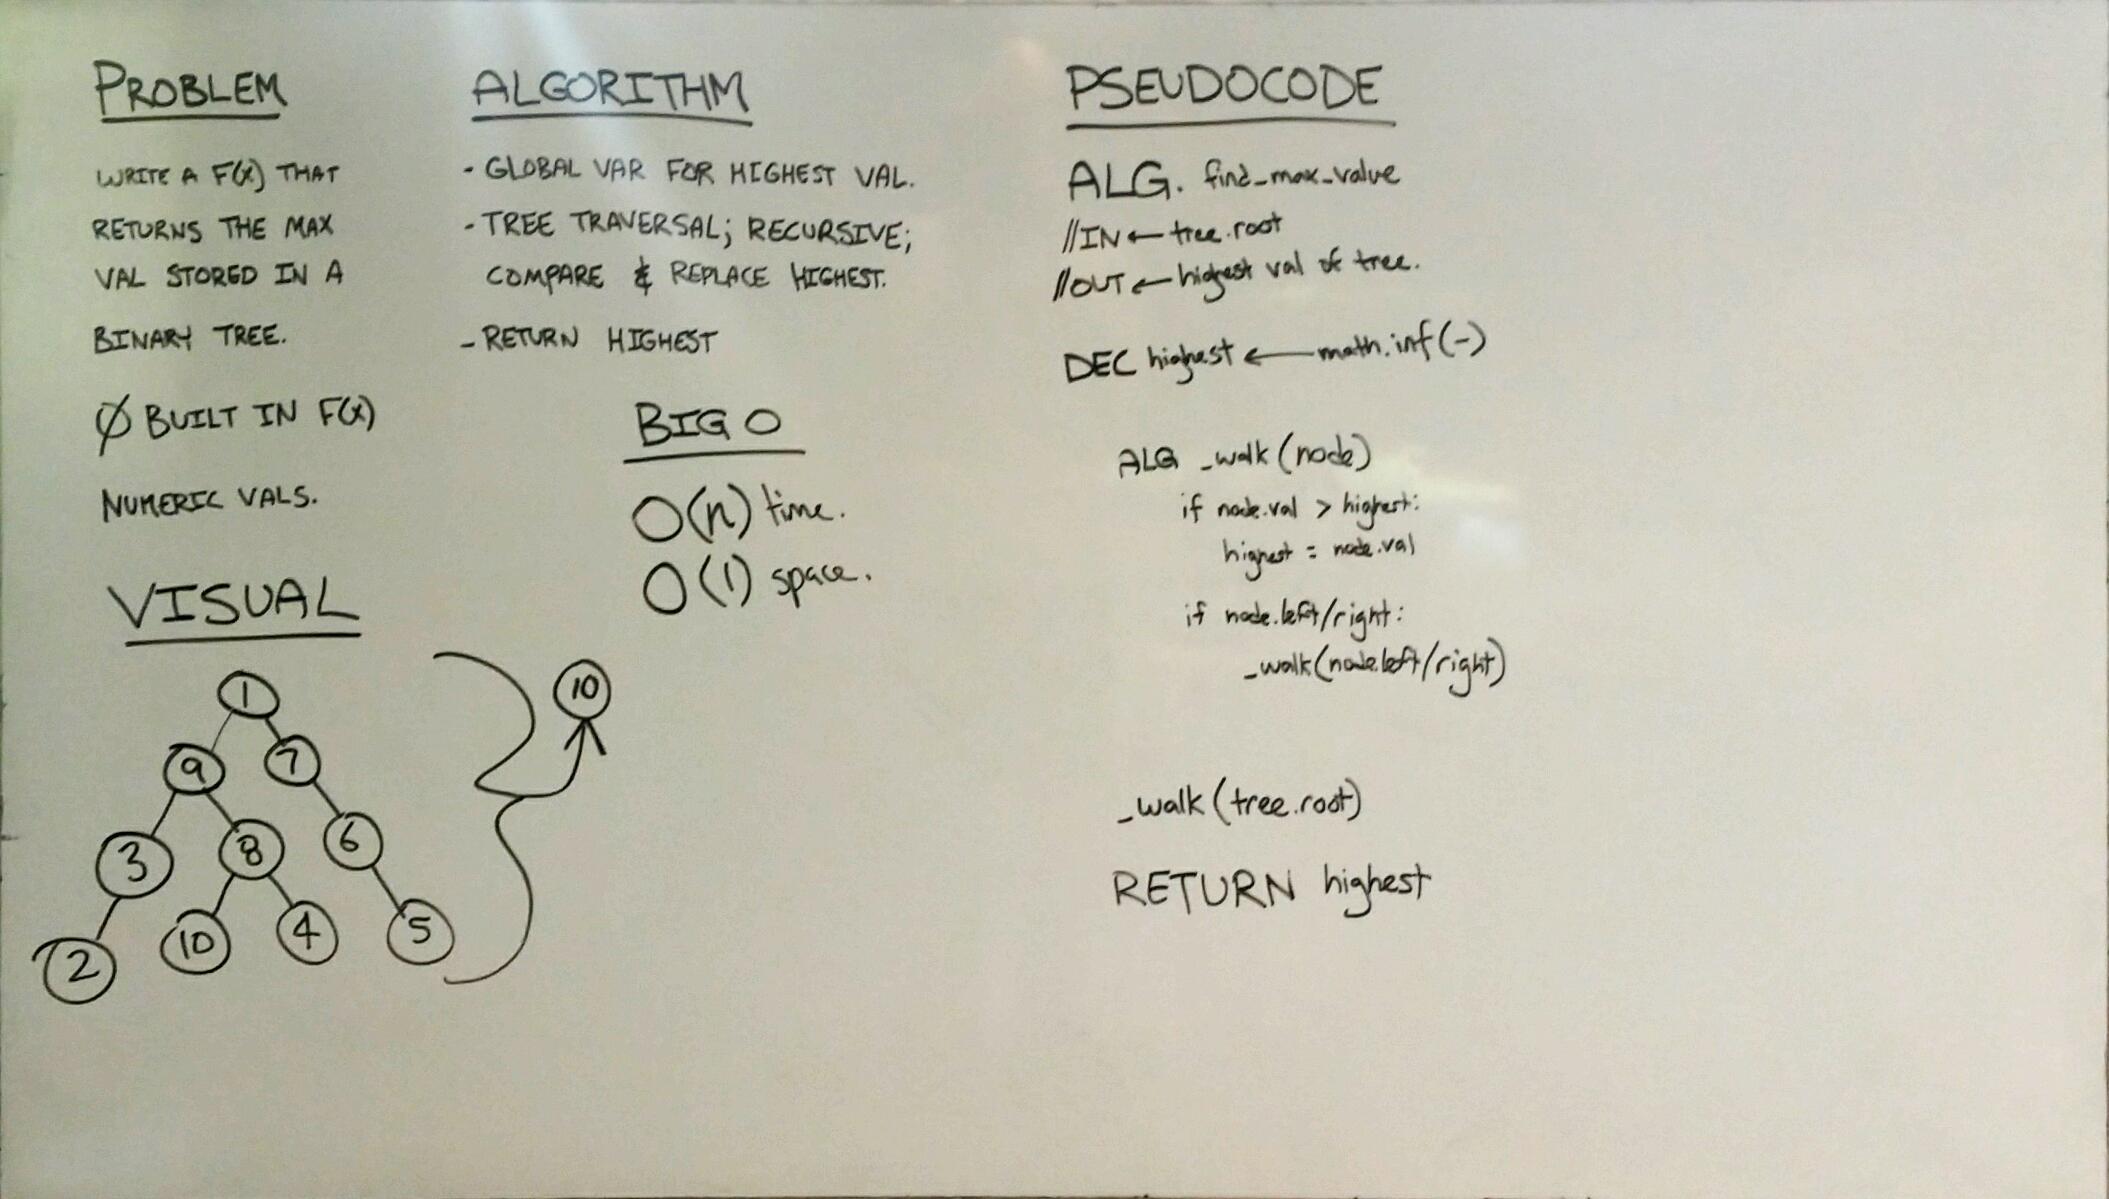 PROBLEM
WRITE A F(X) THAT
RETURNS THE MAX
VAL STORED IN A
BINARY TREE.
∅ BUILT IN F(X)
NUMERIC VALS.
VISUAL
1
9 7
3 8 6
2 10 4 5
10
ALGORITHM
- GLOBAL VAR FOR HIGHEST VAL.
- TREE TRAVERSAL; RECURSIVE;
COMPARE & REPLACE HIGHEST.
- RETURN HIGHEST
BIG O
O(n) time.
O(1) space.
PSEUDOCODE
ALG. find_max_value
//IN ← tree.root
//OUT ← highest val of tree.
DEC highest ← math.inf(-)
ALG _walk(node)
if node.val > highest:
highest = node.val
if node.left/right:
_walk(node.left/right)
_walk(tree.root)
RETURN highest